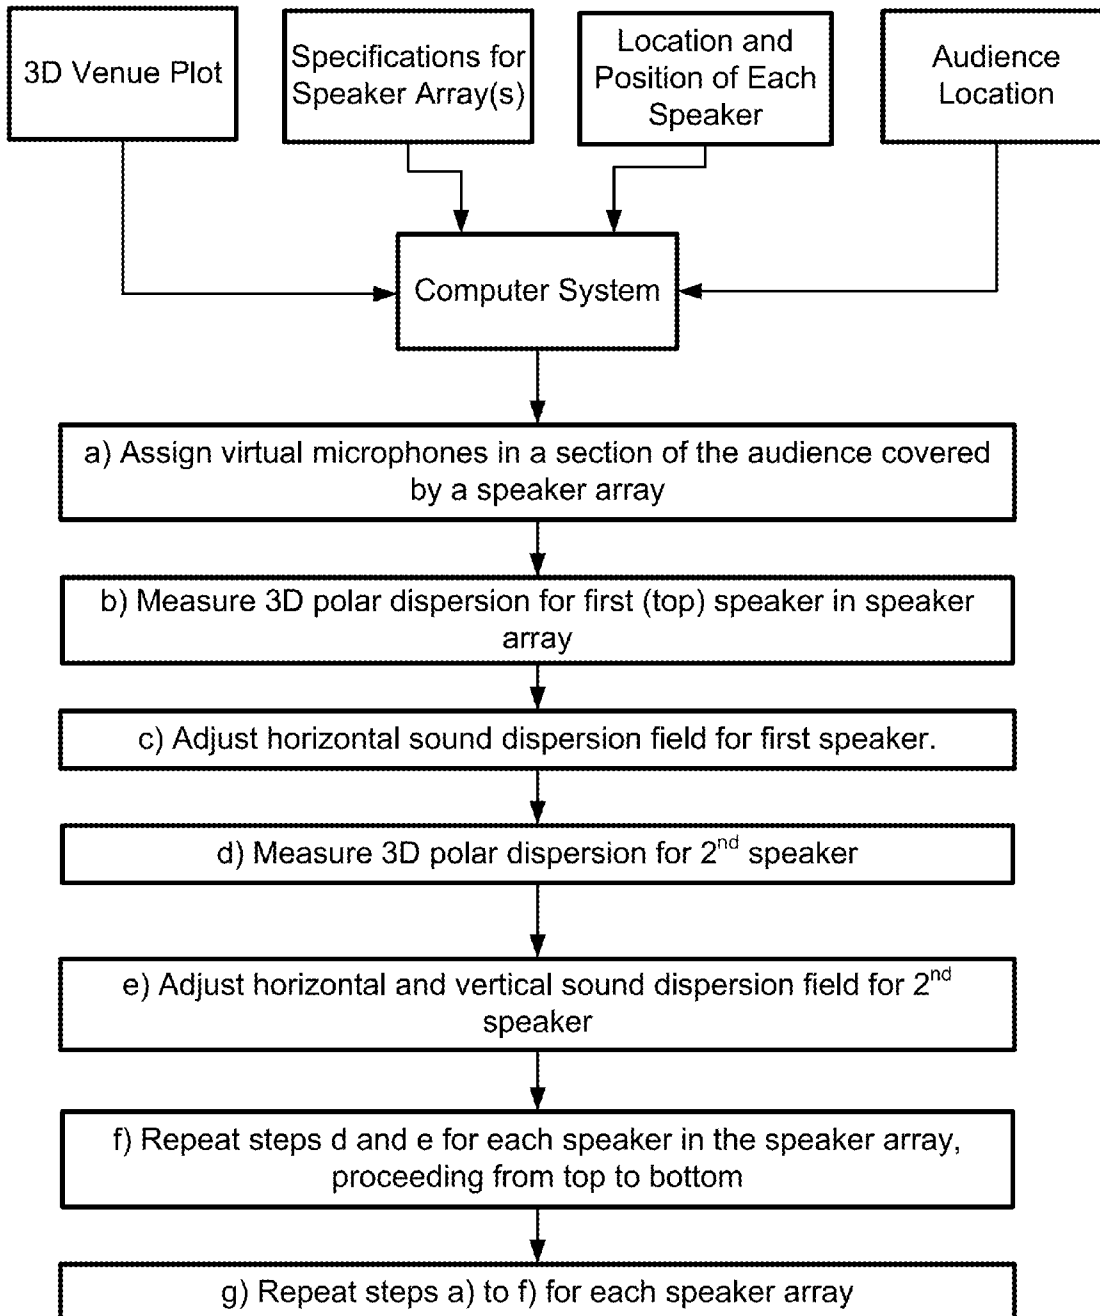 3D Venue Plot
Specifications for
Speaker Array(s)
Location and
Position of Each
Speaker
Audience
Location
Computer System
a) Assign virtual microphones in a section of the audience covered
by a speaker array
b) Measure 3D polar dispersion for first (top) speaker in speaker
array
c) Adjust horizontal sound dispersion field for first speaker.
d) Measure 3D polar dispersion for 2nd speaker
e) Adjust horizontal and vertical sound dispersion field for 2nd
speaker
f) Repeat steps d and e for each speaker in the speaker array,
proceeding from top to bottom
g) Repeat steps a) to f) for each speaker array